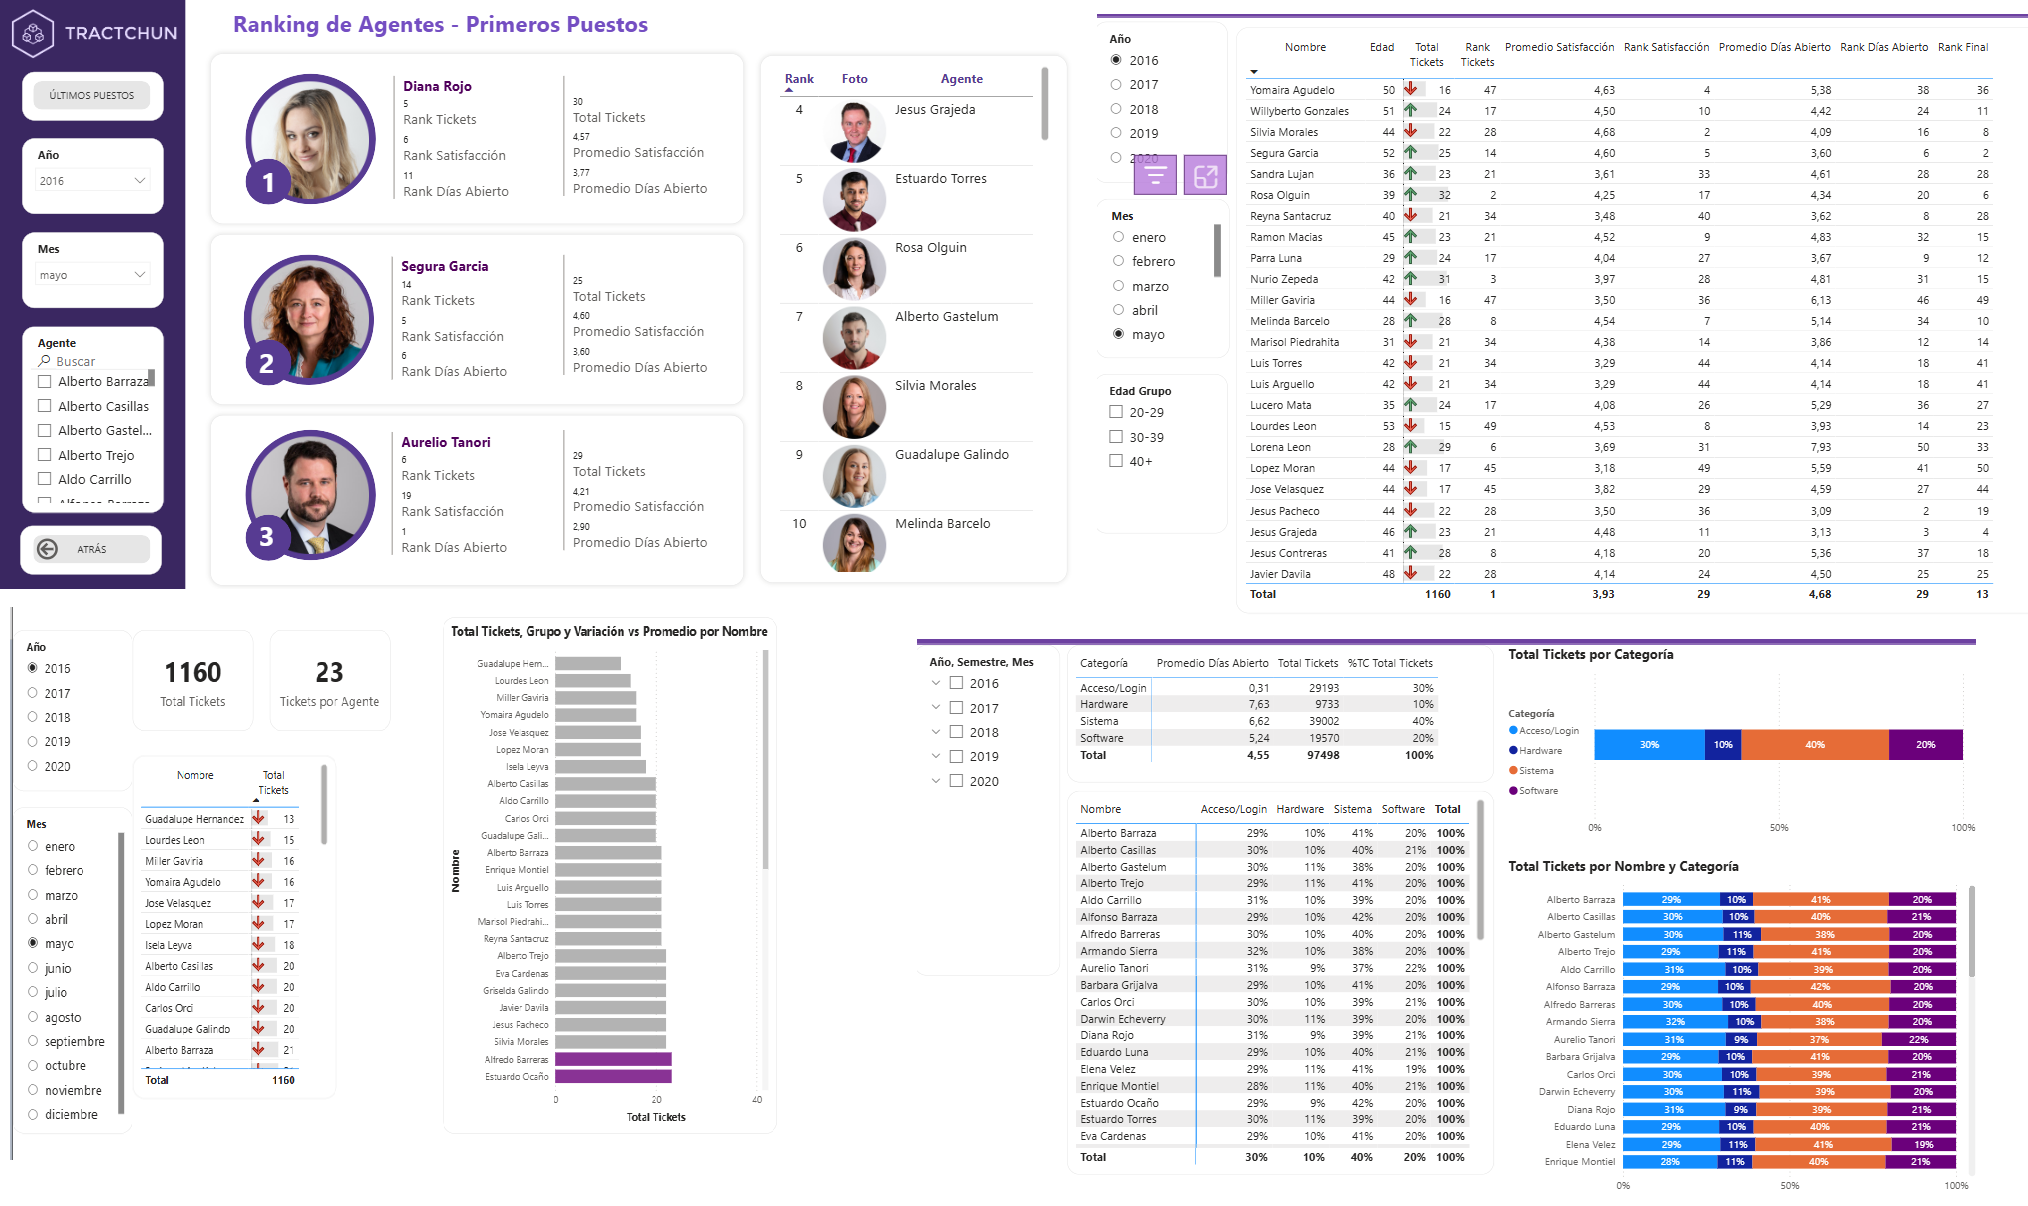 TRACTCHUN
ÚLTIMOS PUESTOS
Año
2016
Mes
mayo
Agente
Buscar
Alberto Barraza
Alberto Casillas
Alberto Gastel...
Alberto Trejo
Aldo Carrillo
ATRÁS
Ranking de Agentes - Primeros Puestos
1
Diana Rojo
5
Rank Tickets
6
Rank Satisfacción
11
Rank Días Abierto
30
Total Tickets
4,57
Promedio Satisfacción
3,77
Promedio Días Abierto
2
Segura Garcia
14
Rank Tickets
5
Rank Satisfacción
6
Rank Días Abierto
25
Total Tickets
4,60
Promedio Satisfacción
3,60
Promedio Días Abierto
3
Aurelio Tanori
6
Rank Tickets
19
Rank Satisfacción
1
Rank Días Abierto
29
Total Tickets
4,21
Promedio Satisfacción
2,90
Promedio Días Abierto
Rank Foto Agente
4 Jesus Grajeda
5 Estuardo Torres
6 Rosa Olguin
7 Alberto Gastelum
8 Silvia Morales
9 Guadalupe Galindo
10 Melinda Barcelo
Año
2016
2017
2018
2019
2020
Mes
enero
febrero
marzo
abril
mayo
Edad Grupo
20-29
30-39
40+
Nombre Edad Total Tickets Rank Tickets Promedio Satisfacción Rank Satisfacción Promedio Días Abierto Rank Días Abierto Rank Final
Yomaira Agudelo 50 16 47 4,63 4 5,38 38 36
Willyberto Gonzales 51 24 17 4,50 10 4,42 24 11
Silvia Morales 44 22 28 4,68 2 4,09 16 8
Segura Garcia 52 25 14 4,60 5 3,60 6 2
Sandra Lujan 36 23 21 3,61 33 4,61 28 28
Rosa Olguin 39 32 2 4,25 17 4,34 20 6
Reyna Santacruz 40 21 34 3,48 40 3,62 8 28
Ramon Macias 45 23 21 4,52 9 4,83 32 15
Parra Luna 29 24 17 4,04 27 3,67 9 12
Nurio Zepeda 42 31 3 3,97 28 4,81 31 15
Miller Gaviria 44 16 47 3,50 36 6,13 46 49
Melinda Barcelo 28 28 8 4,54 7 5,14 34 10
Marisol Piedrahita 31 21 34 4,38 14 3,86 12 14
Luis Torres 42 21 34 3,29 44 4,14 18 41
Luis Arguello 42 21 34 3,29 44 4,14 18 41
Lucero Mata 35 24 17 4,08 26 5,29 36 27
Lourdes Leon 53 15 49 4,53 8 3,93 14 23
Lorena Leon 28 29 6 3,69 31 7,93 50 33
Lopez Moran 44 17 45 3,18 49 5,59 41 50
Jose Velasquez 44 17 45 3,82 29 4,59 27 44
Jesus Pacheco 44 22 28 3,50 36 3,09 2 19
Jesus Grajeda 46 23 21 4,48 11 3,13 3 4
Jesus Contreras 41 28 8 4,18 20 5,36 37 18
Javier Davila 48 22 28 4,14 24 4,50 25 25
Total 1160 1 3,93 29 4,68 29 13
Año
2016
2017
2018
2019
2020
Mes
enero
febrero
marzo
abril
mayo
junio
julio
agosto
septiembre
octubre
noviembre
diciembre
1160
Total Tickets
23
Tickets por Agente
Nombre Total Tickets
Guadalupe Hernandez 13
Lourdes Leon 15
Miller Gaviria 16
Yomaira Agudelo 16
Jose Velasquez 17
Lopez Moran 17
Isela Leyva 18
Alberto Casillas 20
Aldo Carrillo 20
Carlos Orci 20
Guadalupe Galindo 20
Alberto Barraza 21
Total 1160
Total Tickets, Grupo y Variación vs Promedio por Nombre
Nombre
Guadalupe Hern...
Lourdes Leon
Miller Gaviria
Yomaira Agudelo
Jose Velasquez
Lopez Moran
Isela Leyva
Alberto Casillas
Aldo Carrillo
Carlos Orci
Guadalupe Gali...
Alberto Barraza
Enrique Montiel
Luis Arguello
Luis Torres
Marisol Piedrahi...
Reyna Santacruz
Alberto Trejo
Eva Cardenas
Griselda Galindo
Javier Davila
Jesus Pacheco
Silvia Morales
Alfredo Barreras
Estuardo Ocaño
0 20 40
Total Tickets
Año, Semestre, Mes
2016
2017
2018
2019
2020
Categoría Promedio Días Abierto Total Tickets %TC Total Tickets
Acceso/Login 0,31 29193 30%
Hardware 7,63 9733 10%
Sistema 6,62 39002 40%
Software 5,24 19570 20%
Total 4,55 97498 100%
Nombre Acceso/Login Hardware Sistema Software Total
Alberto Barraza 29% 10% 41% 20% 100%
Alberto Casillas 30% 10% 40% 21% 100%
Alberto Gastelum 30% 11% 38% 20% 100%
Alberto Trejo 29% 11% 41% 20% 100%
Aldo Carrillo 31% 10% 39% 20% 100%
Alfonso Barraza 29% 10% 42% 20% 100%
Alfredo Barreras 30% 10% 40% 20% 100%
Armando Sierra 32% 10% 38% 20% 100%
Aurelio Tanori 31% 9% 37% 22% 100%
Barbara Grijalva 29% 10% 41% 20% 100%
Carlos Orci 30% 10% 39% 21% 100%
Darwin Echeverry 30% 11% 39% 20% 100%
Diana Rojo 31% 9% 39% 21% 100%
Eduardo Luna 29% 10% 40% 21% 100%
Elena Velez 29% 11% 41% 19% 100%
Enrique Montiel 28% 11% 40% 21% 100%
Estuardo Ocaño 29% 9% 42% 20% 100%
Estuardo Torres 30% 11% 39% 20% 100%
Eva Cardenas 29% 10% 41% 20% 100%
Total 30% 10% 40% 20% 100%
Total Tickets por Categoría
Categoría
Acceso/Login
Hardware
Sistema
Software
30% 10% 40% 20%
0% 50% 100%
Total Tickets por Nombre y Categoría
Alberto Barraza 29% 10% 41% 20%
Alberto Casillas 30% 10% 40% 21%
Alberto Gastelum 30% 11% 38% 20%
Alberto Trejo 29% 11% 41% 20%
Aldo Carrillo 31% 10% 39% 20%
Alfonso Barraza 29% 10% 42% 20%
Alfredo Barreras 30% 10% 40% 20%
Armando Sierra 32% 10% 38% 20%
Aurelio Tanori 31% 9% 37% 22%
Barbara Grijalva 29% 10% 41% 20%
Carlos Orci 30% 10% 39% 21%
Darwin Echeverry 30% 11% 39% 20%
Diana Rojo 31% 9% 39% 21%
Eduardo Luna 29% 10% 40% 21%
Elena Velez 29% 11% 41% 19%
Enrique Montiel 28% 11% 40% 21%
0% 50% 100%